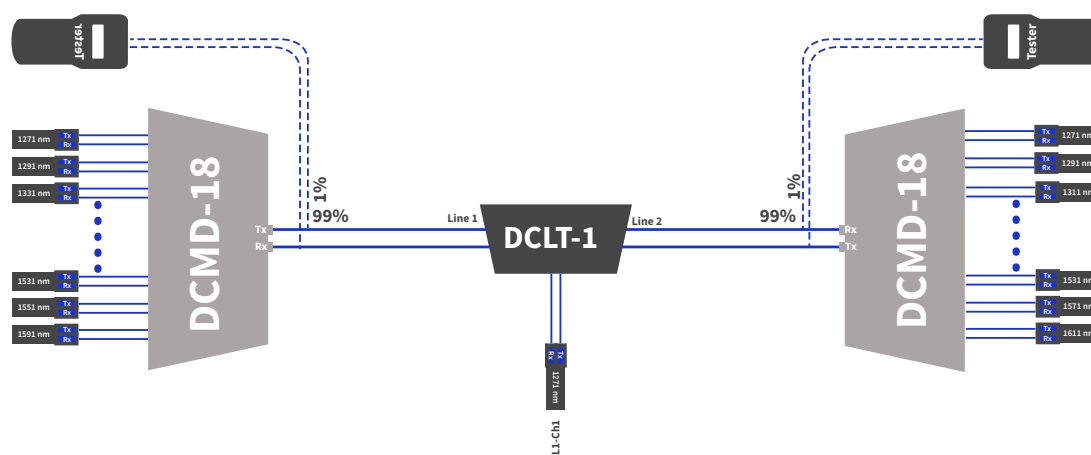 Tester
Tester
1271 nm
Tx
Rx
1291 nm
Tx
Rx
1331 nm
Tx
Rx
1531 nm
Tx
Rx
1551 nm
Tx
Rx
1591 nm
Tx
Rx
DCMD-18
Tx
Rx
1%
99%
Line 1
DCLT-1
Line 2
Rx
Tx
1271 nm
L1-Ch1
1%
99%
Rx
Tx
DCMD-18
Tx
Rx
1271 nm
Tx
Rx
1291 nm
Tx
Rx
1311 nm
Tx
Rx
1531 nm
Tx
Rx
1571 nm
Tx
Rx
1611 nm